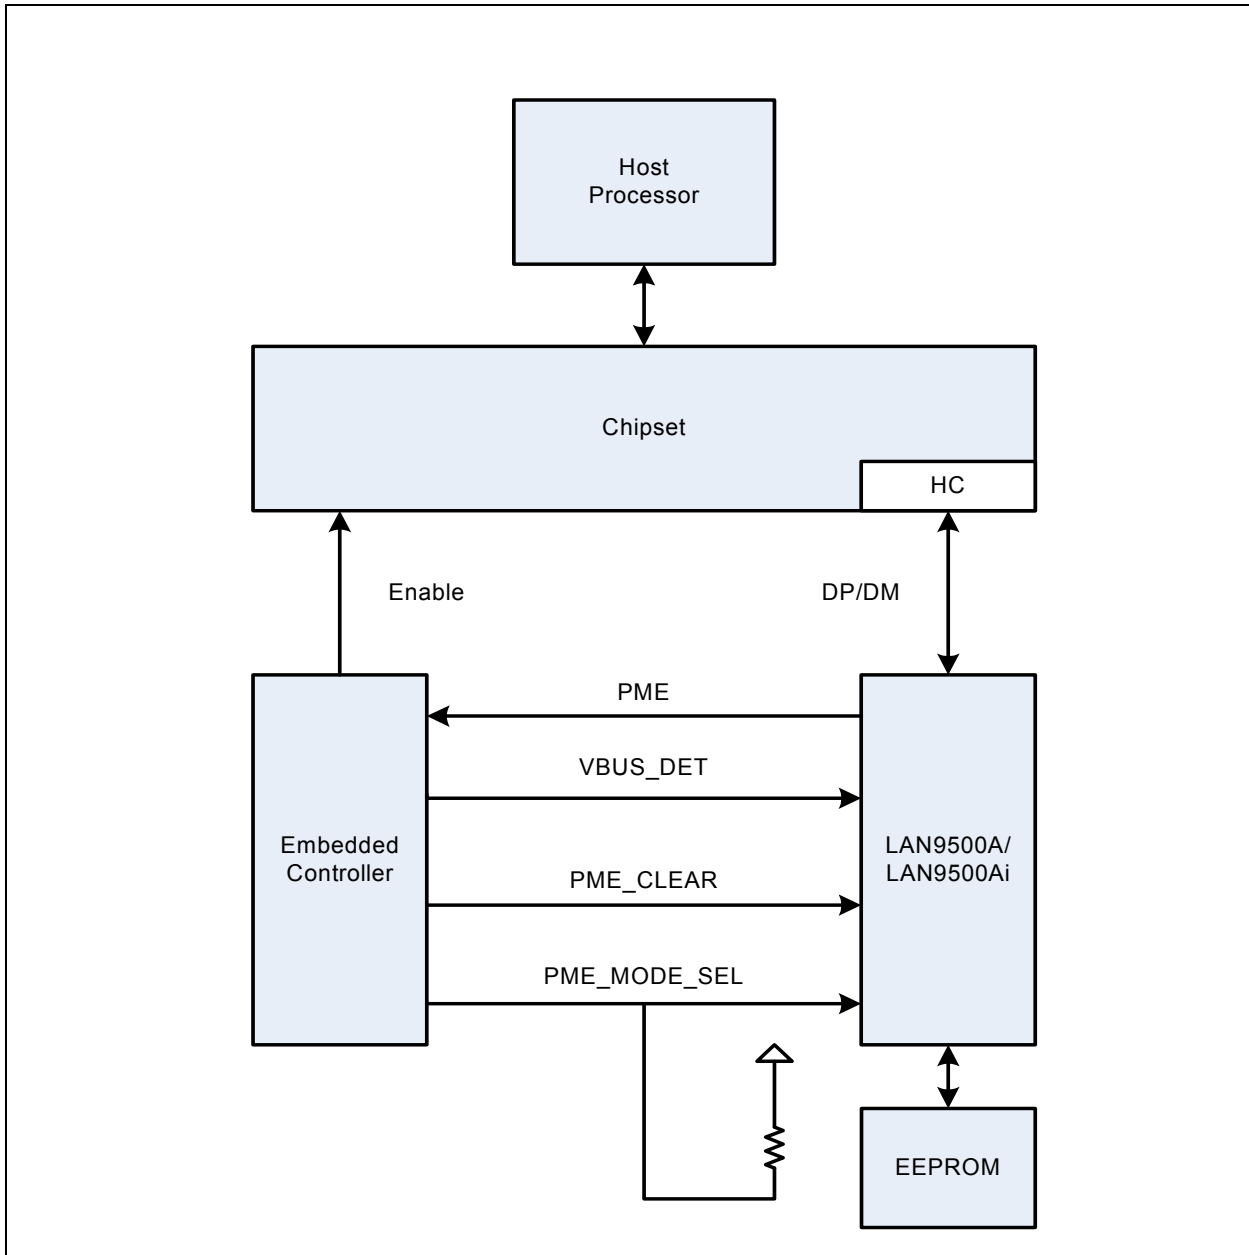 Host
Processor
Chipset
HC
Enable
DP/DM
PME
VBUS_DET
Embedded
Controller
LAN9500A/
LAN9500Ai
PME_CLEAR
PME_MODE_SEL
EEPROM